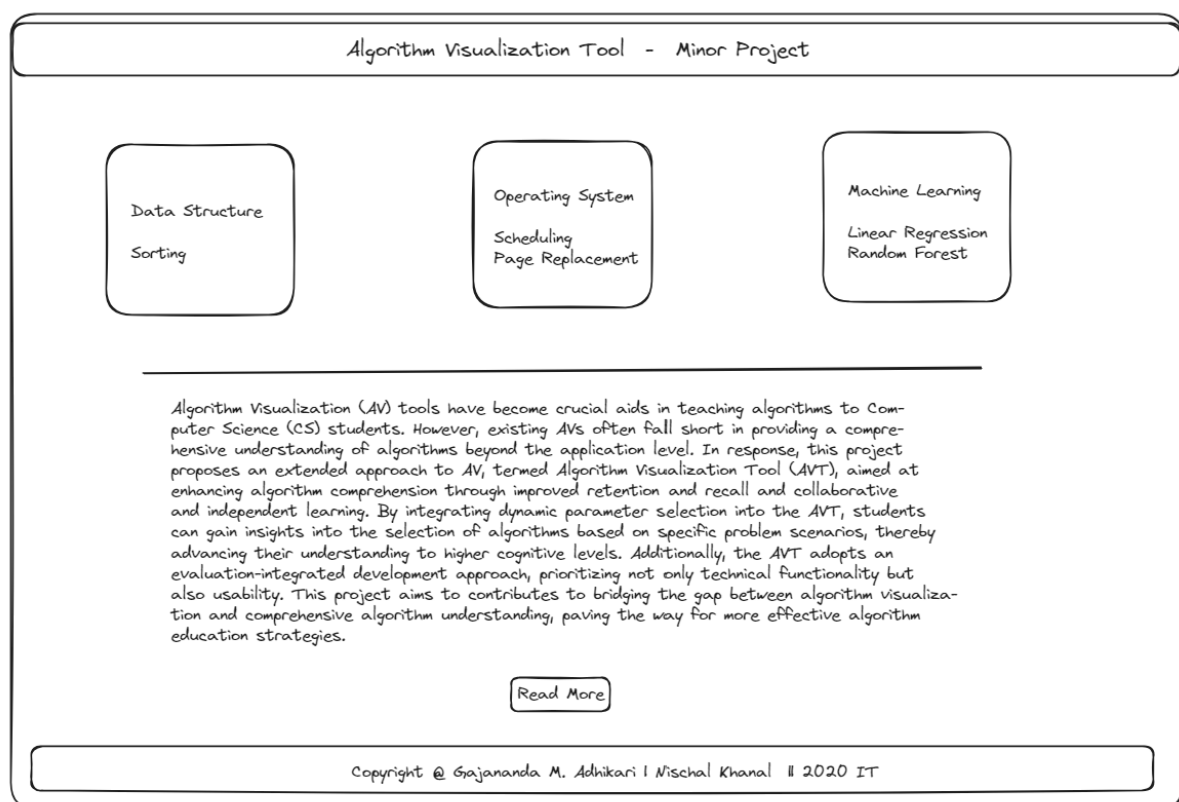 Algorithm Visualization Tool - Minor Project
Data Structure
Sorting
Operating System
Scheduling
Page Replacement
Machine Learning
Linear Regression
Random Forest
Algorithm Visualization (AV) tools have become crucial aids in teaching algorithms to Com-
puter Science (CS) students. However, existing AVs often fall short in providing a compre-
hensive understanding of algorithms beyond the application level. In response, this project
proposes an extended approach to AV, termed Algorithm Visualization Tool (AVT), aimed at
enhancing algorithm comprehension through improved retention and recall and collaborative
and independent learning. By integrating dynamic parameter selection into the AVT, students
can gain insights into the selection of algorithms based on specific problem scenarios, thereby
advancing their understanding to higher cognitive levels. Additionally, the AVT adopts an
evaluation-integrated development approach, prioritizing not only technical functionality but
also usability. This project aims to contributes to bridging the gap between algorithm visualiza-
tion and comprehensive algorithm understanding, paving the way for more effective algorithm
education strategies.
Read More
Copyright @ Gajananda M. Adhikari | Nischal Khanal || 2020 IT